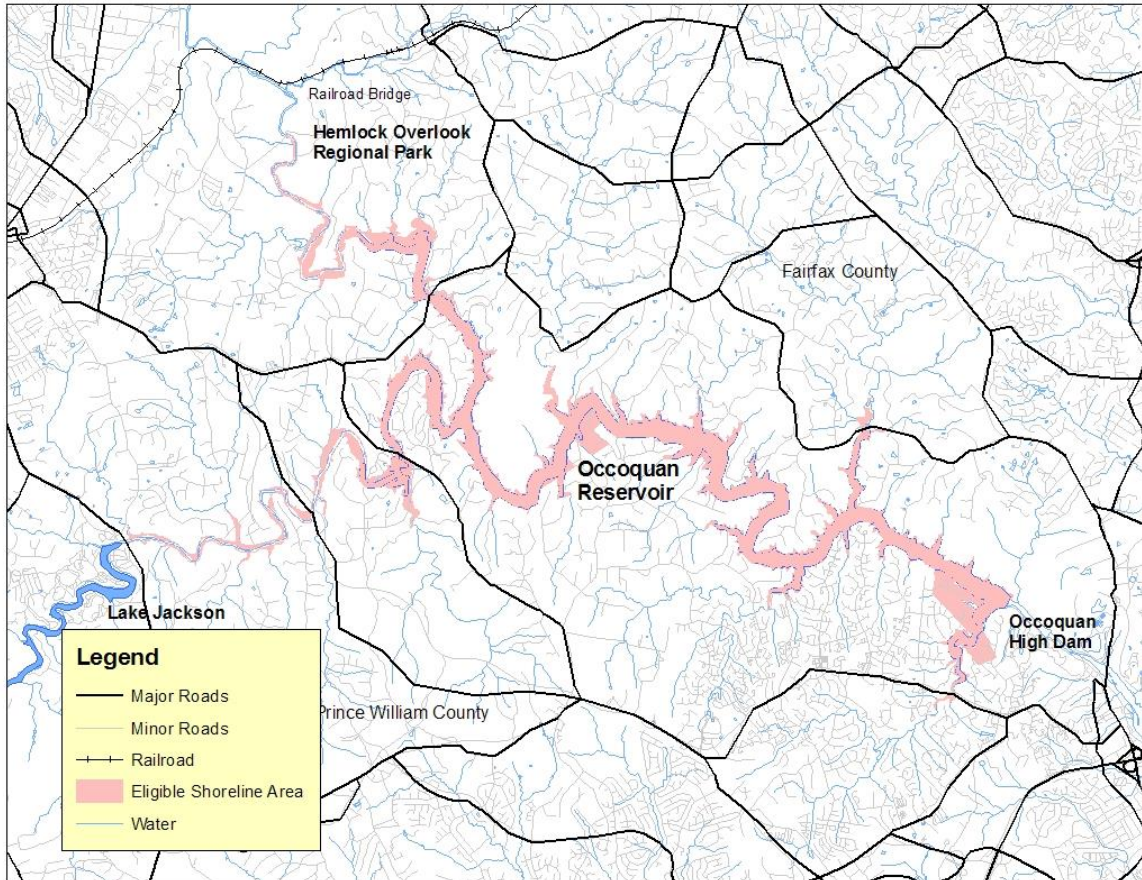 Railroad Bridge
Hemlock Overlook
Regional Park
Fairfax County
Occoquan
Reservoir
Lake Jackson
Occoquan
High Dam
Legend
Major Roads
Minor Roads
Railroad
Eligible Shoreline Area
Water
Prince William County